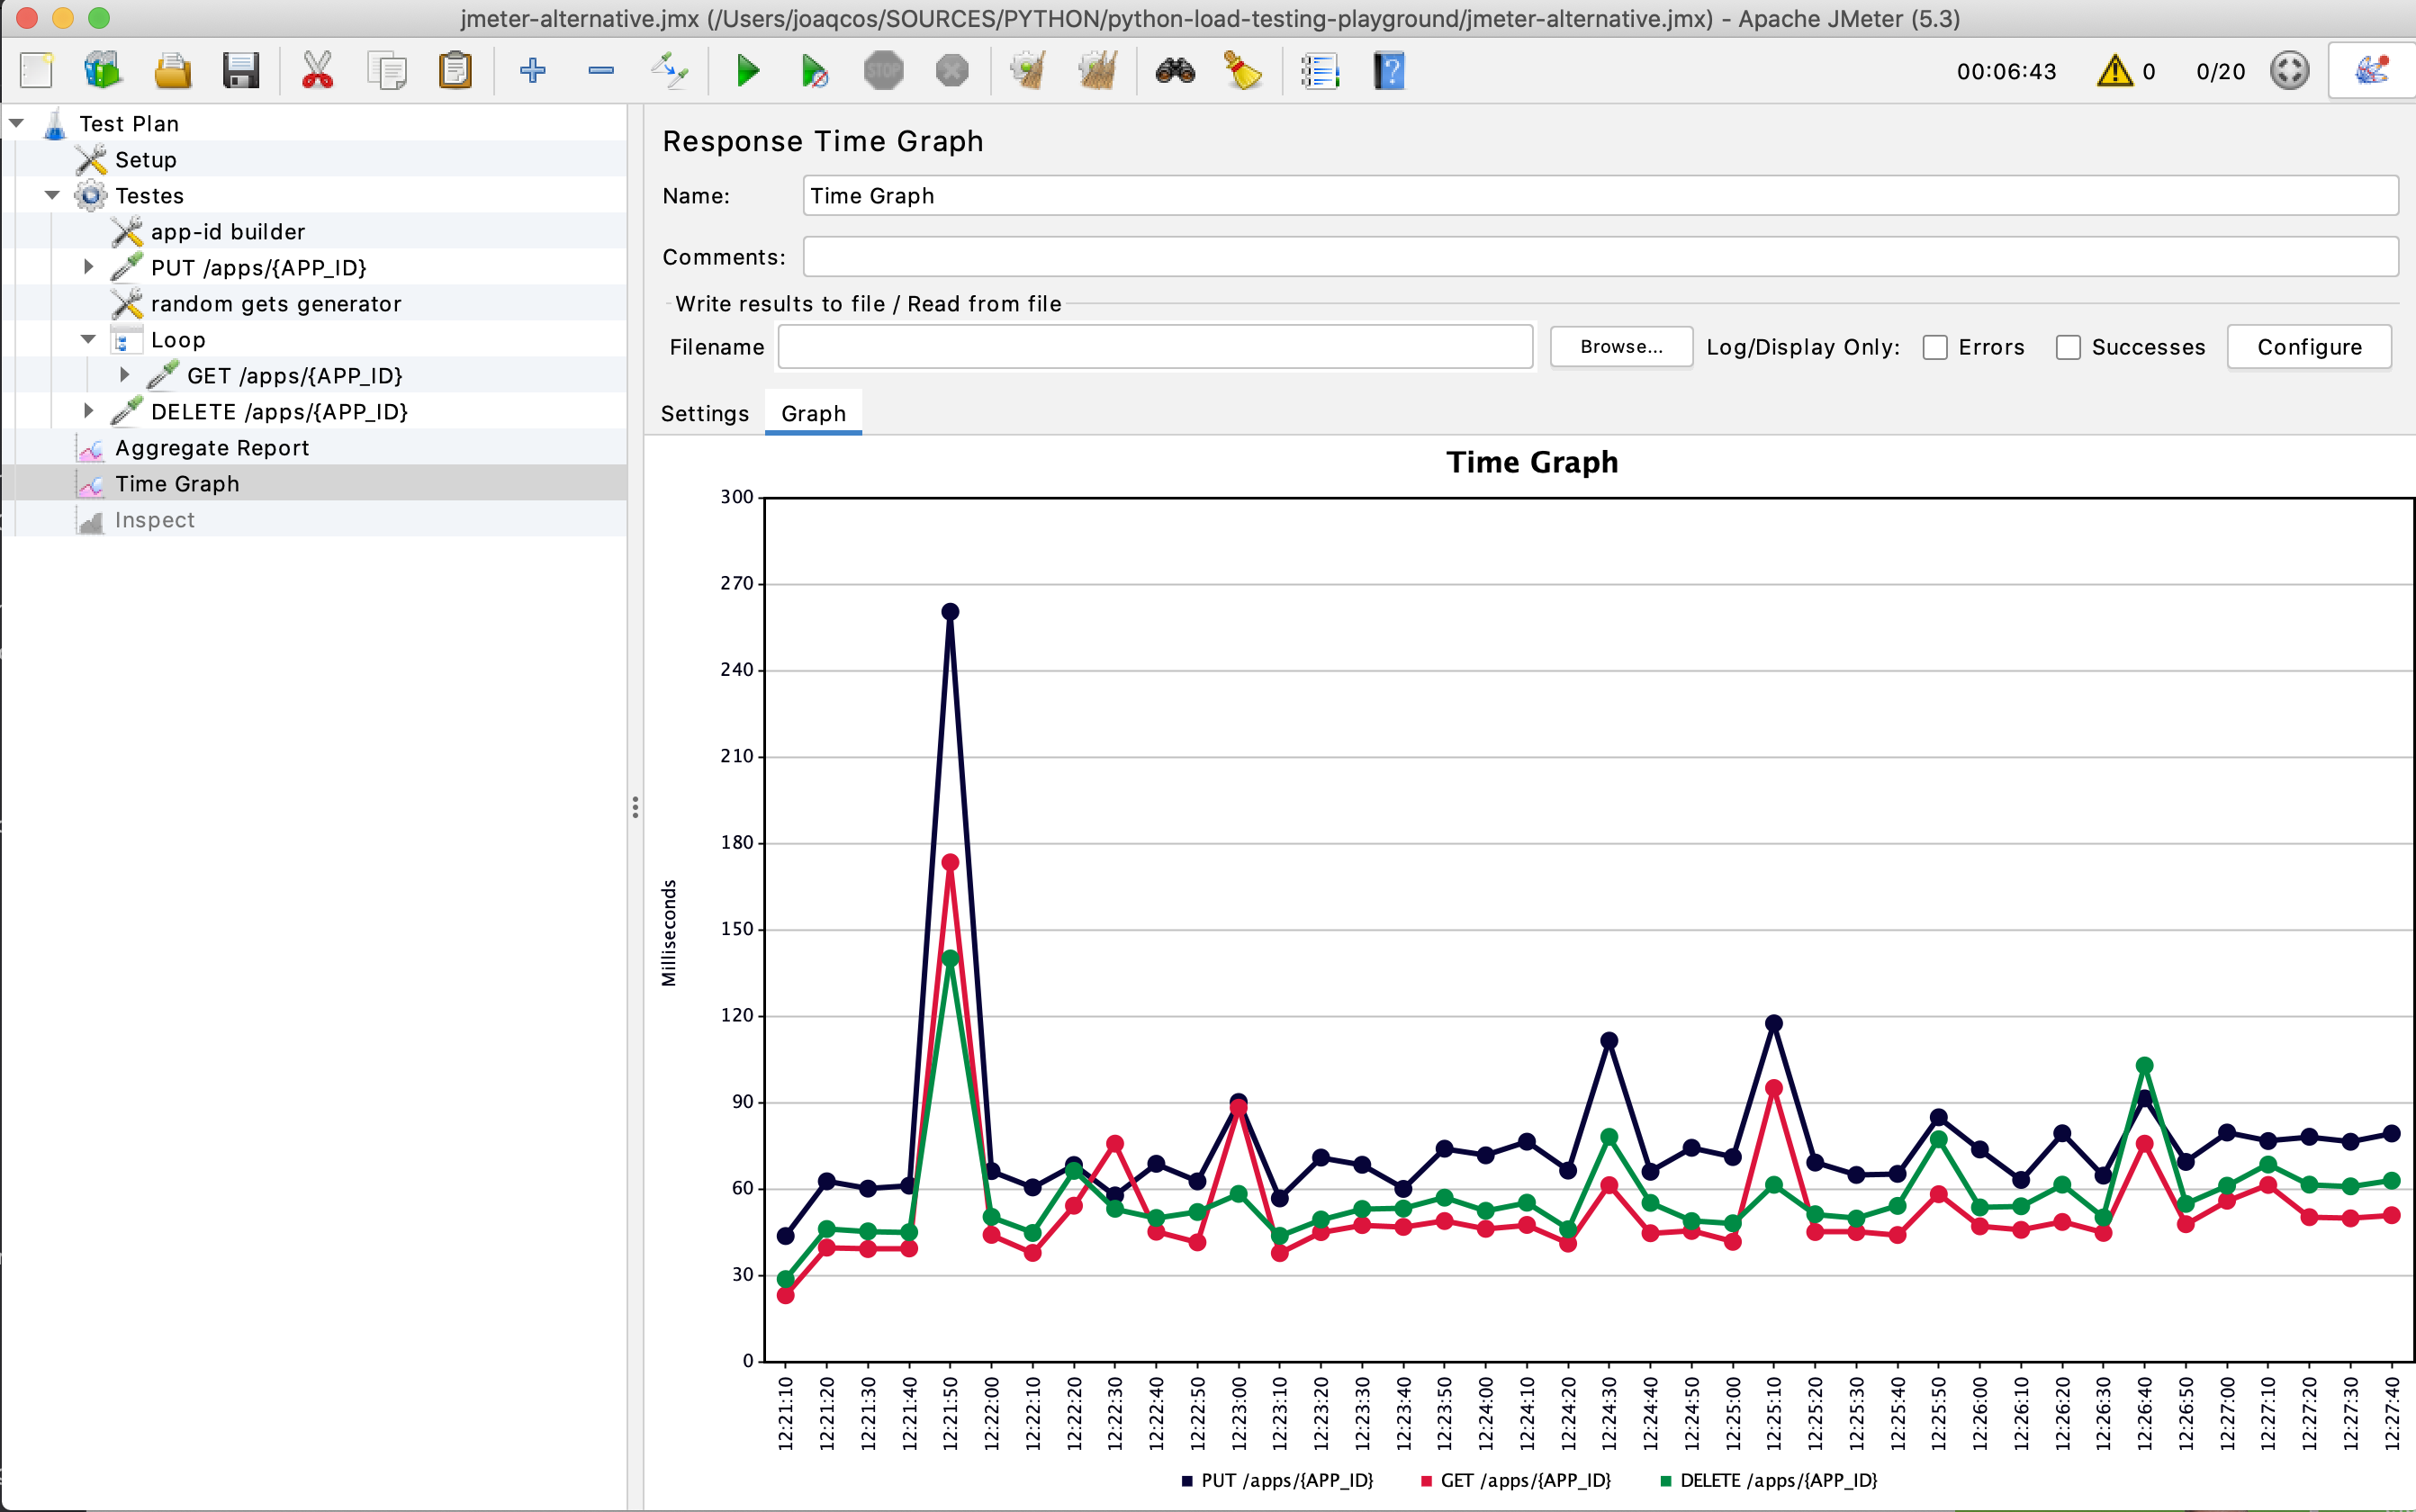 jmeter-alternative.jmx (/Users/joaqcos/SOURCES/PYTHON/python-load-testing-playground/jmeter-alternative.jmx) - Apache JMeter (5.3)
STOP
?
00:06:43
0
0/20
Test Plan
Setup
Testes
app-id builder
PUT /apps/{APP_ID}
random gets generator
Loop
GET /apps/{APP_ID}
DELETE /apps/{APP_ID}
Aggregate Report
Time Graph
Inspect
Response Time Graph
Name:
Time Graph
Comments:
Write results to file / Read from file
Filename
Browse...
Log/Display Only:
Errors
Successes
Configure
Settings
Graph
Time Graph
300
270
240
210
180
150
120
90
60
30
0
Milliseconds
12:21:10
12:21:20
12:21:30
12:21:40
12:21:50
12:22:00
12:22:10
12:22:20
12:22:30
12:22:40
12:22:50
12:23:00
12:23:10
12:23:20
12:23:30
12:23:40
12:23:50
12:24:00
12:24:10
12:24:20
12:24:30
12:24:40
12:24:50
12:25:00
12:25:10
12:25:20
12:25:30
12:25:40
12:25:50
12:26:00
12:26:10
12:26:20
12:26:30
12:26:40
12:26:50
12:27:00
12:27:10
12:27:20
12:27:30
12:27:40
PUT /apps/{APP_ID}
GET /apps/{APP_ID}
DELETE /apps/{APP_ID}